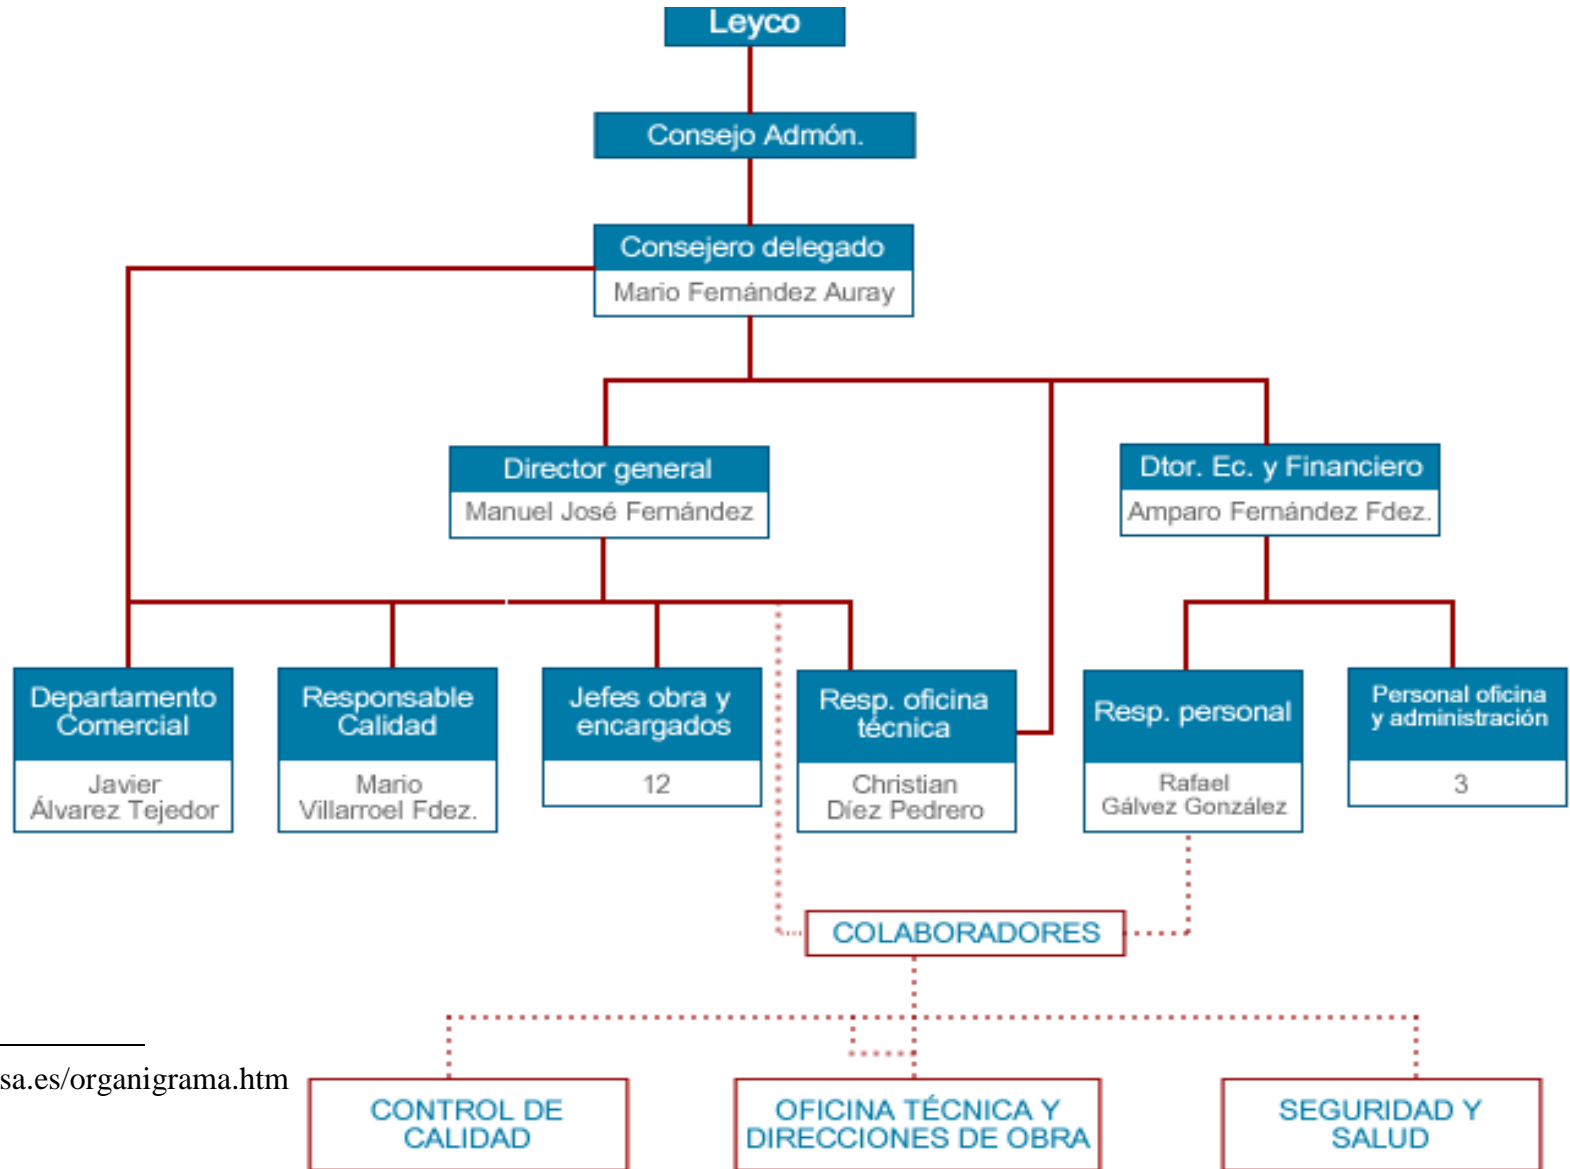 Leyco
Consejo Admón.
Consejero delegado
Mario Fernández Auray
Director general
Manuel José Fernández
Dtor. Ec. y Financiero
Amparo Fernández Fdez.
Departamento
Comercial
Javier
Álvarez Tejedor
Responsable
Calidad
Mario
Villarroel Fdez.
Jefes obra y
encargados
12
Resp. oficina
técnica
Christian
Díez Pedrero
Resp. personal
Rafael
Gálvez González
Personal oficina
y administración
3
COLABORADORES
sa.es/organigrama.htm
CONTROL DE
CALIDAD
OFICINA TÉCNICA Y
DIRECCIONES DE OBRA
SEGURIDAD Y
SALUD